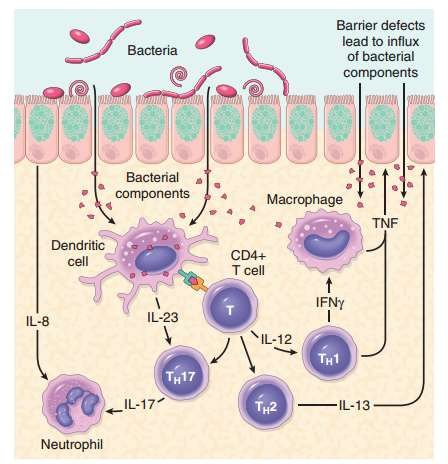 Bacteria
Barrier defects
lead to influx
of bacterial
components
Bacterial
components
Macrophage
TNF
Dendritic
cell
CD4+
T cell
IFNγ
IL-8
IL-23
T
IL-12
TH17
TH1
IL-17
TH2
IL-13
Neutrophil